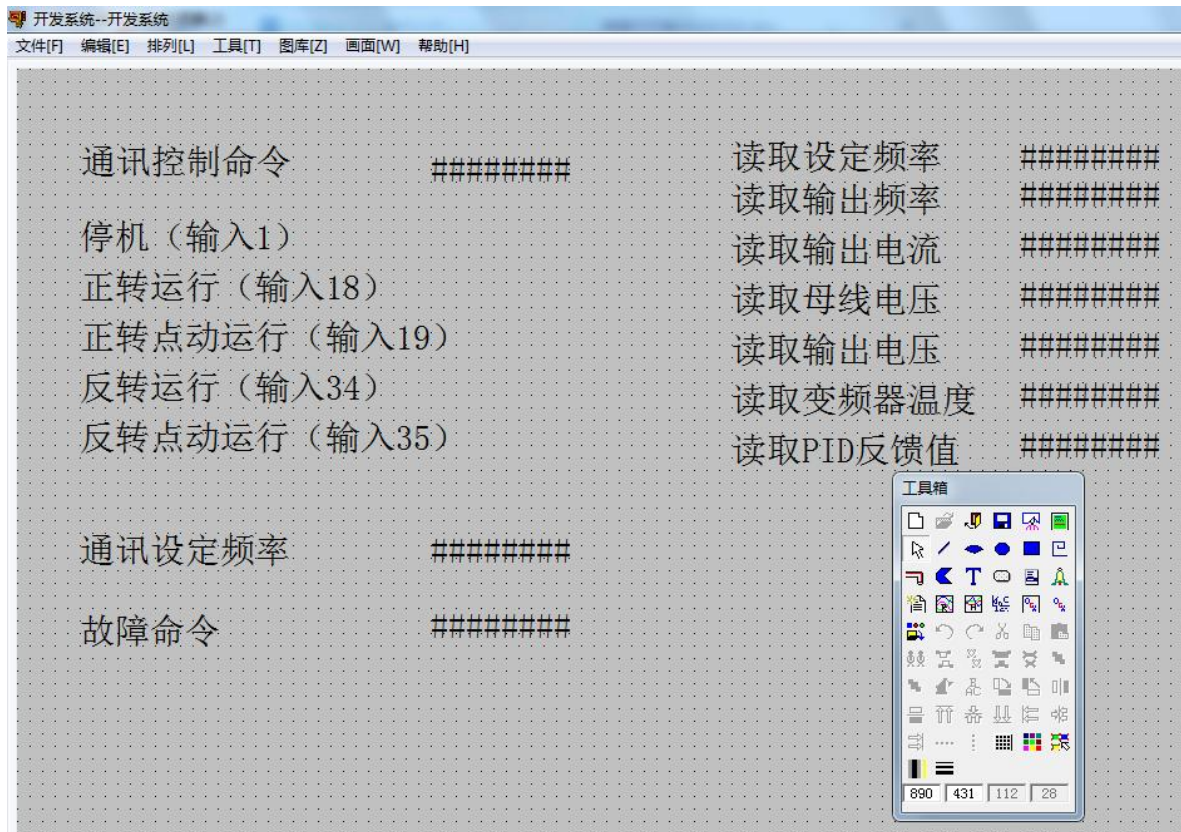 开发系统--开发系统
文件[F] 编辑[E] 排列[L] 工具[T] 图库[Z] 画面[W] 帮助[H]
通讯控制命令 ########
停机（输入1）
正转运行（输入18）
正转点动运行（输入19）
反转运行（输入34）
反转点动运行（输入35）
通讯设定频率 ########
故障命令 ########
读取设定频率 ########
读取输出频率 ########
读取输出电流 ########
读取母线电压 ########
读取输出电压 ########
读取变频器温度 ########
读取PID反馈值 ########
工具箱
890 431 112 28